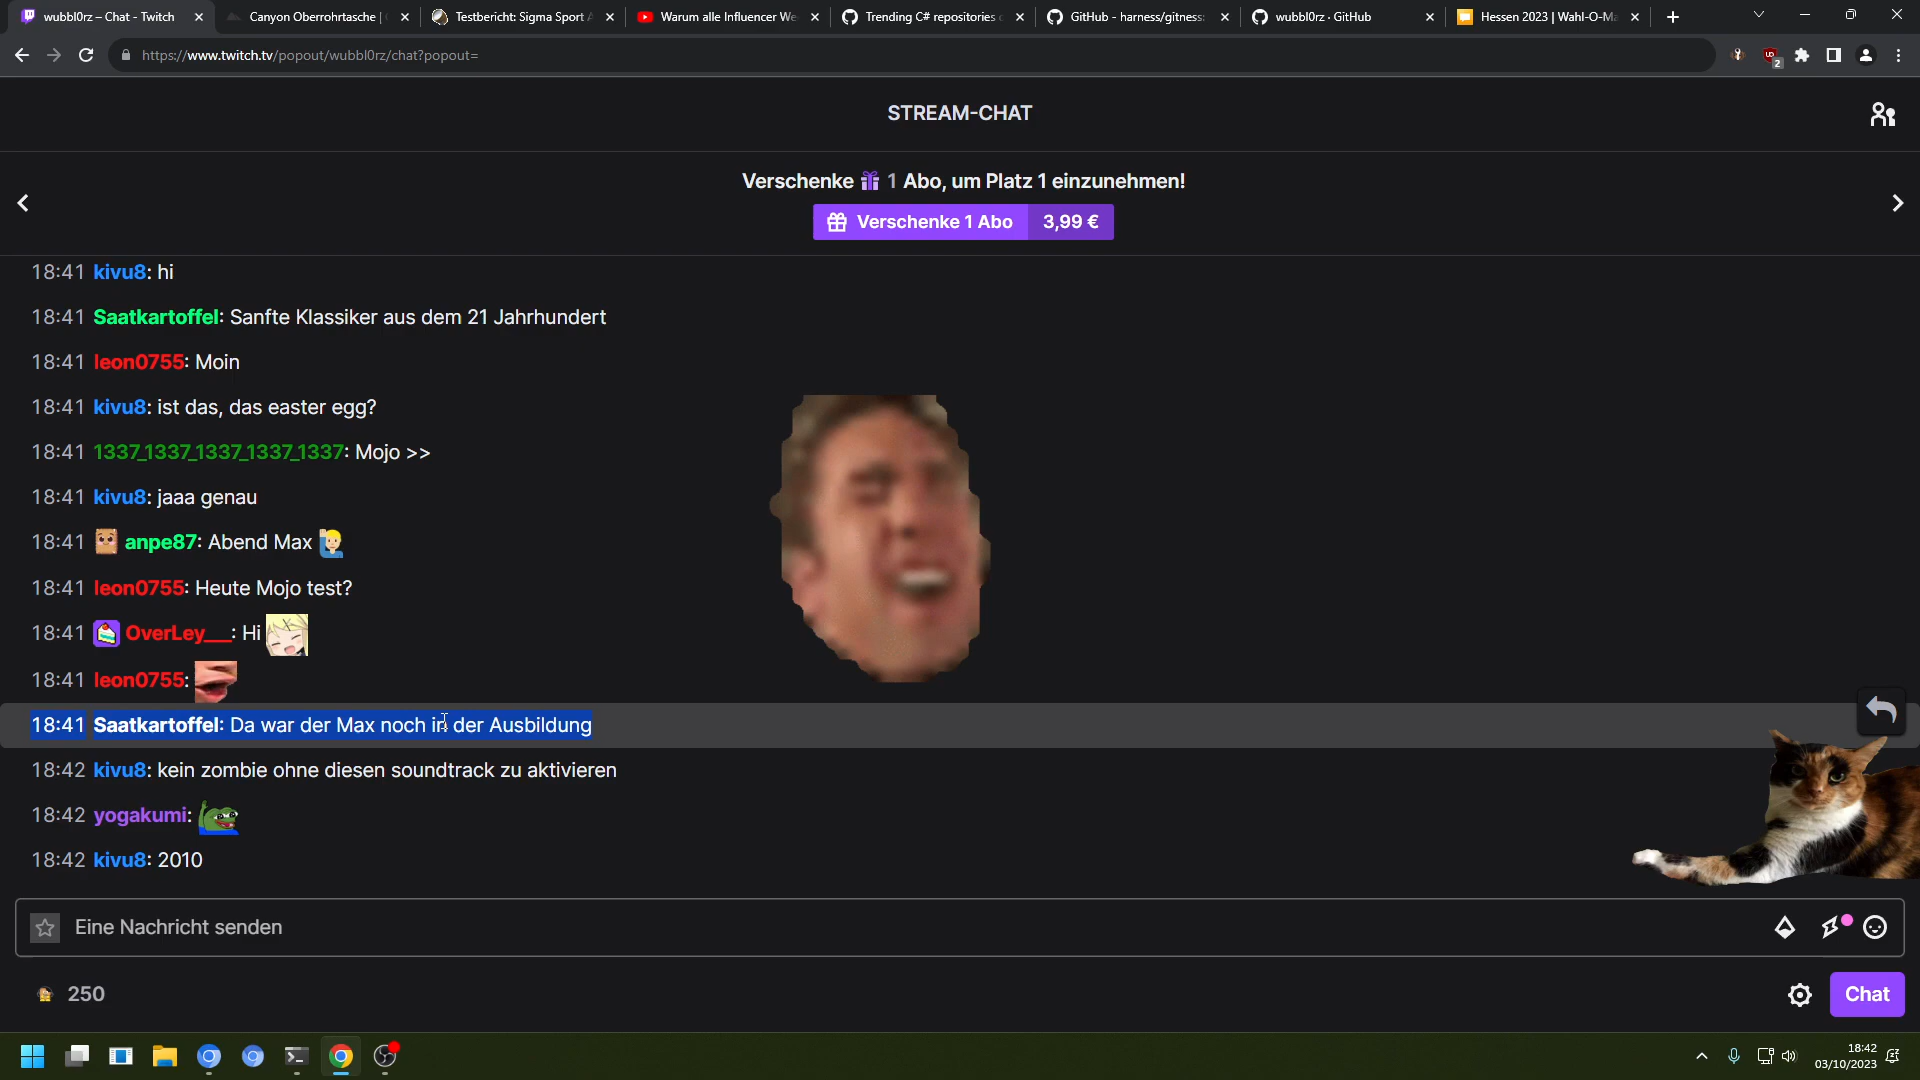 wubbl0rz – Chat - Twitch
Canyon Oberrohrtasche |
Testbericht: Sigma Sport
Warum alle Influencer We
Trending C# repositories
GitHub - harness/gitness:
wubbl0rz · GitHub
Hessen 2023 | Wahl-O-Ma
https://www.twitch.tv/popout/wubbl0rz/chat?popout=
2
STREAM-CHAT
Verschenke 1 Abo, um Platz 1 einzunehmen!
Verschenke 1 Abo 3,99 €
18:41 kivu8: hi
18:41 Saatkartoffel: Sanfte Klassiker aus dem 21 Jahrhundert
18:41 leon0755: Moin
18:41 kivu8: ist das, das easter egg?
18:41 1337_1337_1337_1337_1337: Mojo >>
18:41 kivu8: jaaa genau
18:41 anpe87: Abend Max
18:41 leon0755: Heute Mojo test?
18:41 OverLey__: Hi
18:41 leon0755:
18:41 Saatkartoffel: Da war der Max noch in der Ausbildung
18:42 kivu8: kein zombie ohne diesen soundtrack zu aktivieren
18:42 yogakumi:
18:42 kivu8: 2010
Eine Nachricht senden
250
Chat
18:42
03/10/2023